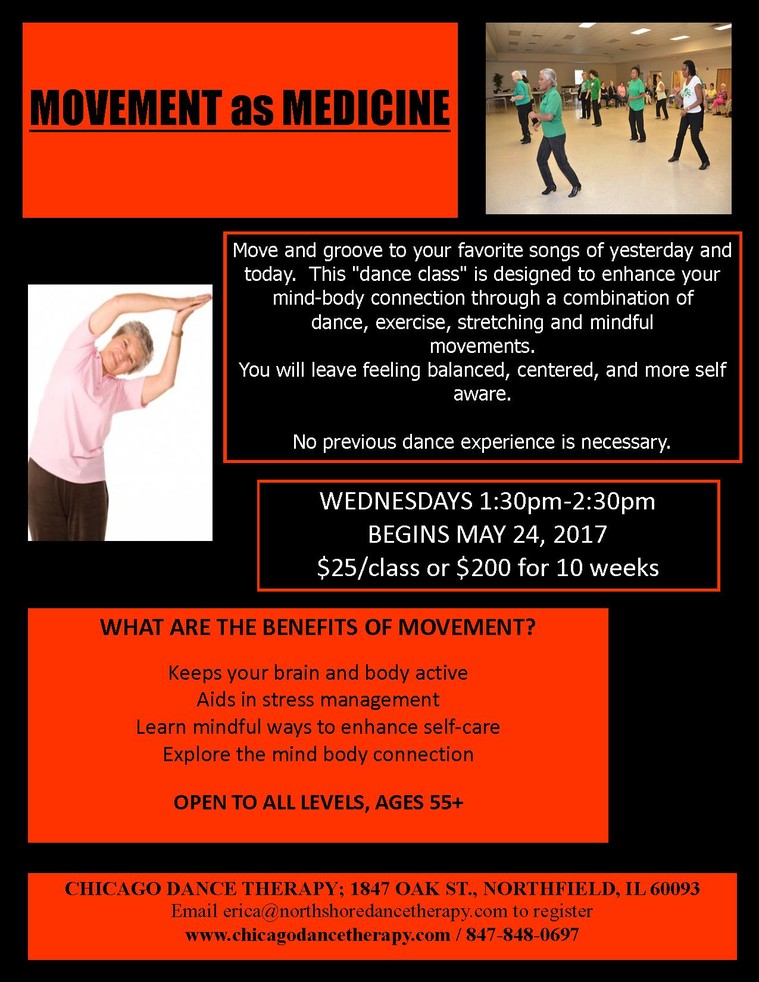 MOVEMENT as MEDICINE
Move and groove to your favorite songs of yesterday and
today. This "dance class" is designed to enhance your
mind-body connection through a combination of
dance, exercise, stretching and mindful
movements.
You will leave feeling balanced, centered, and more self
aware.
No previous dance experience is necessary.
WEDNESDAYS 1:30pm-2:30pm
BEGINS MAY 24, 2017
$25/class or $200 for 10 weeks
WHAT ARE THE BENEFITS OF MOVEMENT?
Keeps your brain and body active
Aids in stress management
Learn mindful ways to enhance self-care
Explore the mind body connection
OPEN TO ALL LEVELS, AGES 55+
CHICAGO DANCE THERAPY; 1847 OAK ST., NORTHFIELD, IL 60093
Email erica@northshoredancetherapy.com to register
www.chicagodancetherapy.com / 847-848-0697